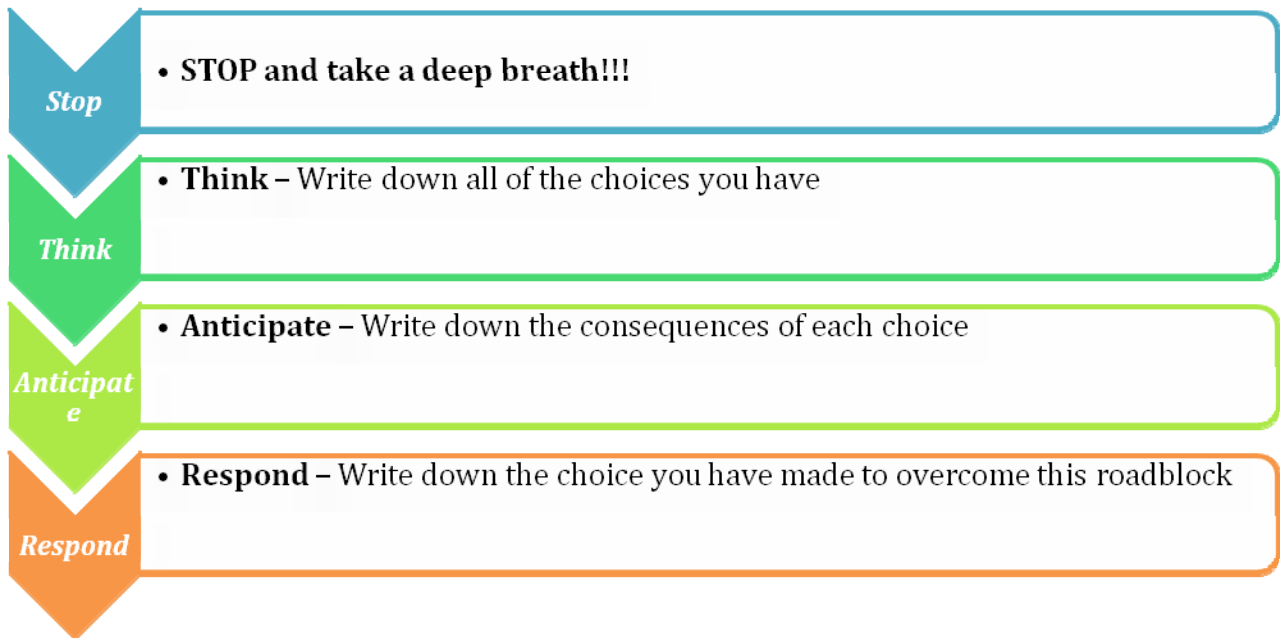 Stop
• STOP and take a deep breath!!!
Think
• Think – Write down all of the choices you have
Anticipat
e
• Anticipate – Write down the consequences of each choice
Respond
• Respond – Write down the choice you have made to overcome this roadblock